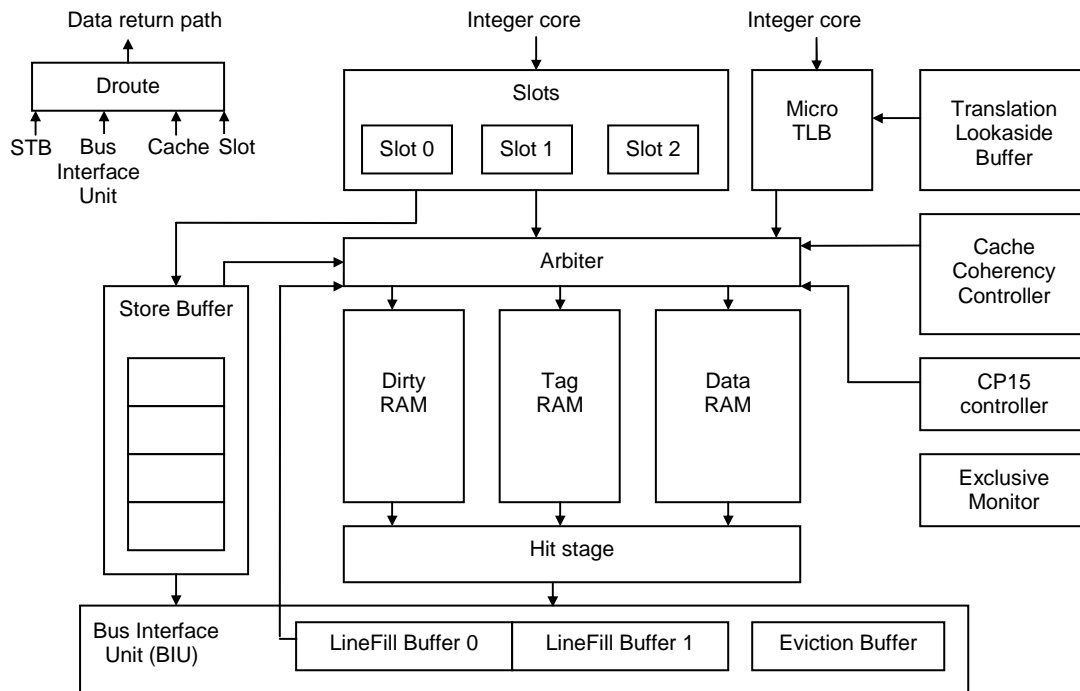 Data return path
Integer core
Integer core
Droute
Slots
Micro
TLB
Translation
Lookaside
Buffer
STB
Bus
Interface
Unit
Cache
Slot
Slot 0
Slot 1
Slot 2
Arbiter
Cache
Coherency
Controller
Store Buffer
Dirty
RAM
Tag
RAM
Data
RAM
CP15
controller
Exclusive
Monitor
Hit stage
Bus Interface
Unit (BIU)
LineFill Buffer 0
LineFill Buffer 1
Eviction Buffer